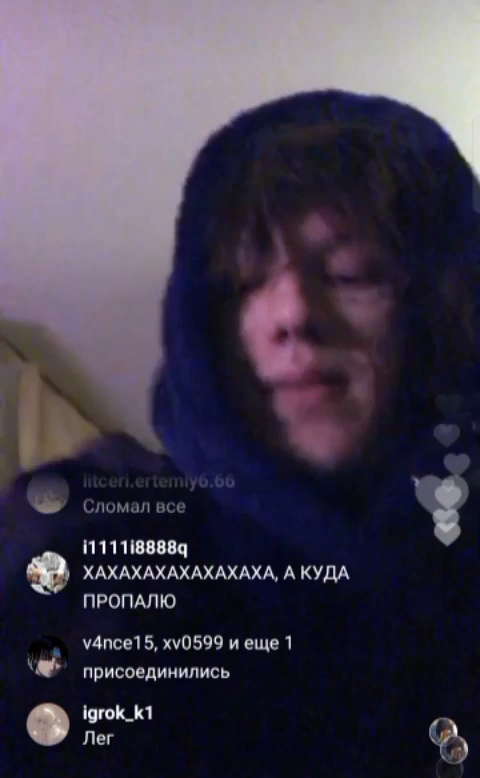 litceri.ertemiy6.66
Сломал все
i1111i8888q
ХАХАХАХАХАХАХАХА, А КУДА
ПРОПАЛЮ
v4nce15, xv0599 и еще 1
присоединились
igrok_k1
Лег